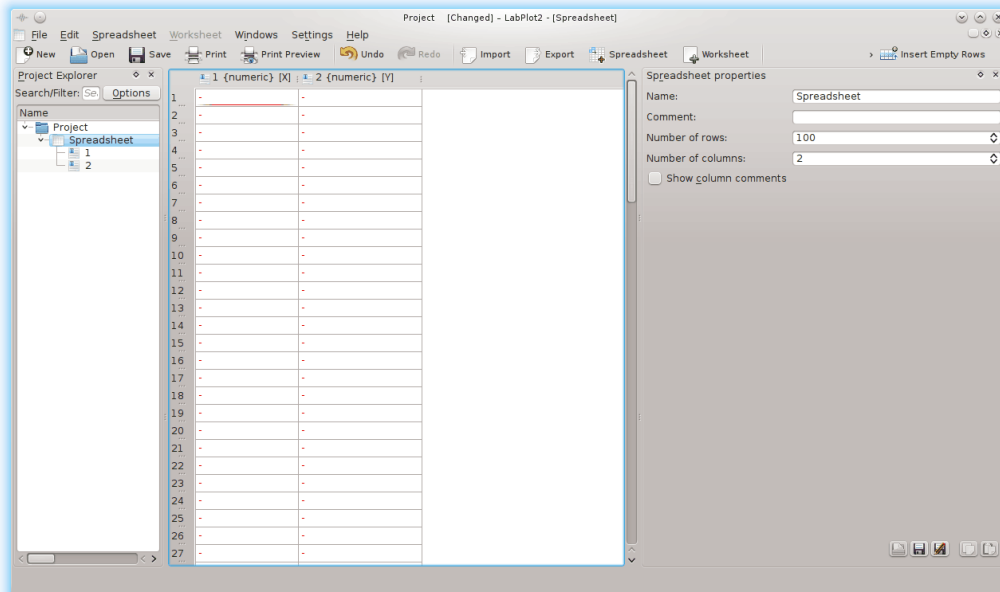 Project [Changed] – LabPlot2 - [Spreadsheet]
File Edit Spreadsheet Worksheet Windows Settings Help
New Open Save Print Print Preview Undo Redo Import Export Spreadsheet Worksheet Insert Empty Rows
Project Explorer
Search/Filter: Se. Options
Name
Project
Spreadsheet
1
2
1 {numeric} [X] 2 {numeric} [Y]
1 - -
2 - -
3 - -
4 - -
5 - -
6 - -
7 - -
8 - -
9 - -
10 - -
11 - -
12 - -
13 - -
14 - -
15 - -
16 - -
17 - -
18 - -
19 - -
20 - -
21 - -
22 - -
23 - -
24 - -
25 - -
26 - -
27 - -
Spreadsheet properties
Name: Spreadsheet
Comment:
Number of rows: 100
Number of columns: 2
Show column comments